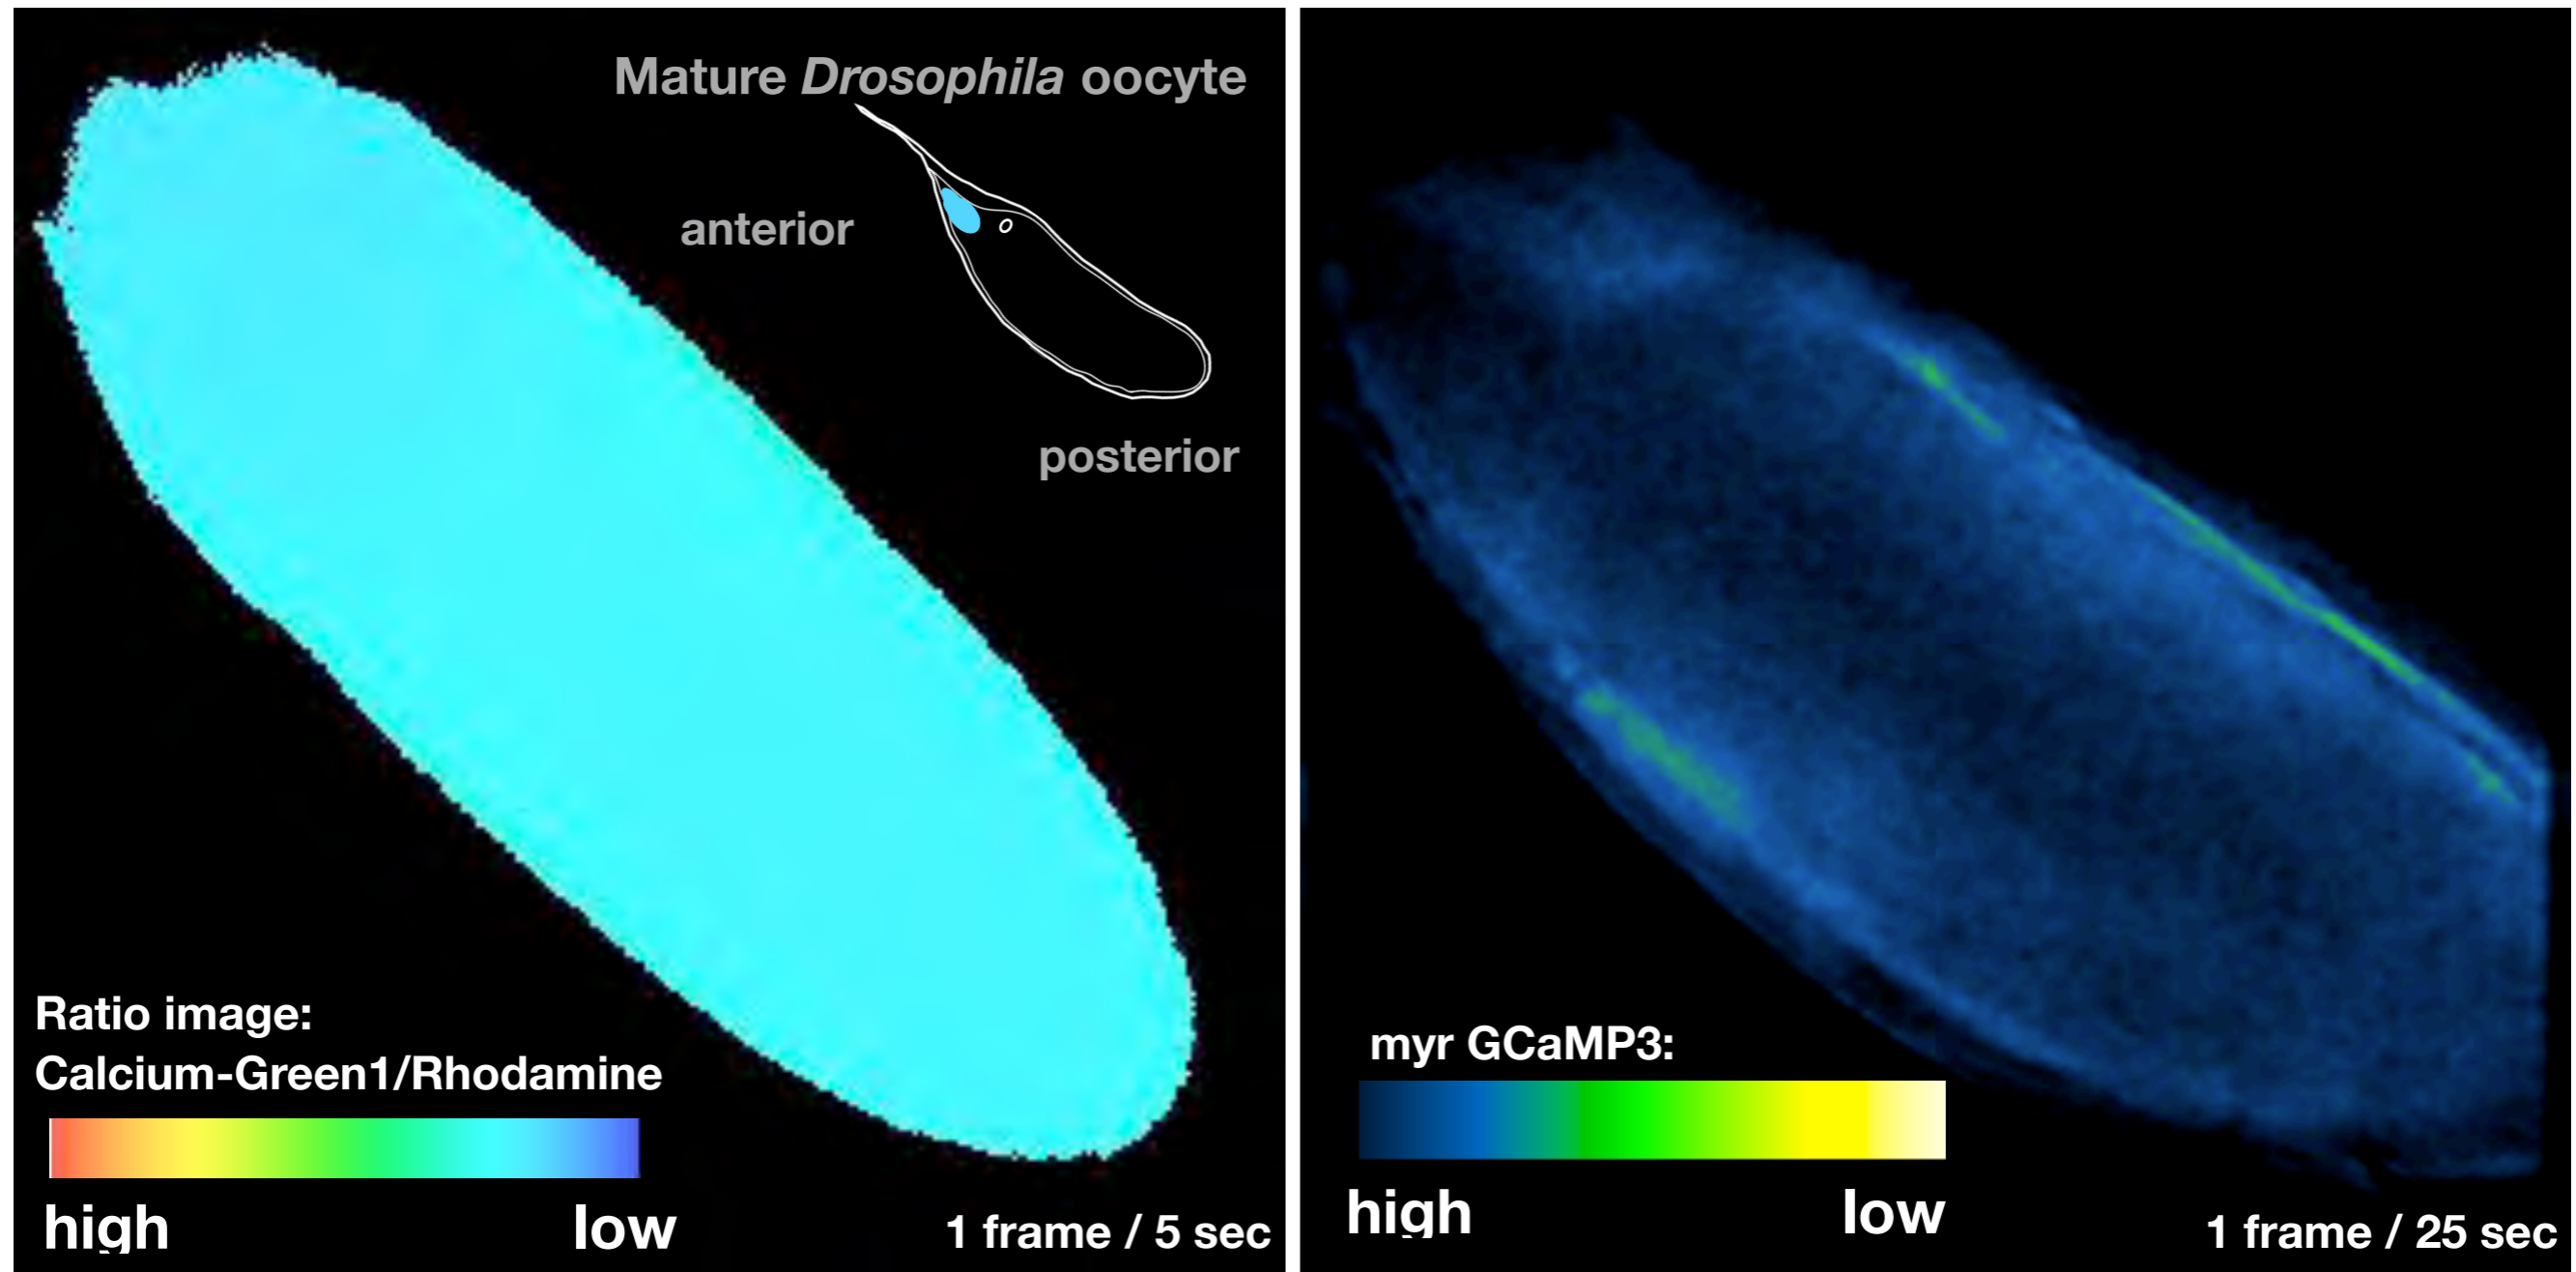 Mature Drosophila oocyte
anterior
posterior
Ratio image:
Calcium-Green1/Rhodamine
high low
1 frame / 5 sec
myr GCaMP3:
high low
1 frame / 25 sec